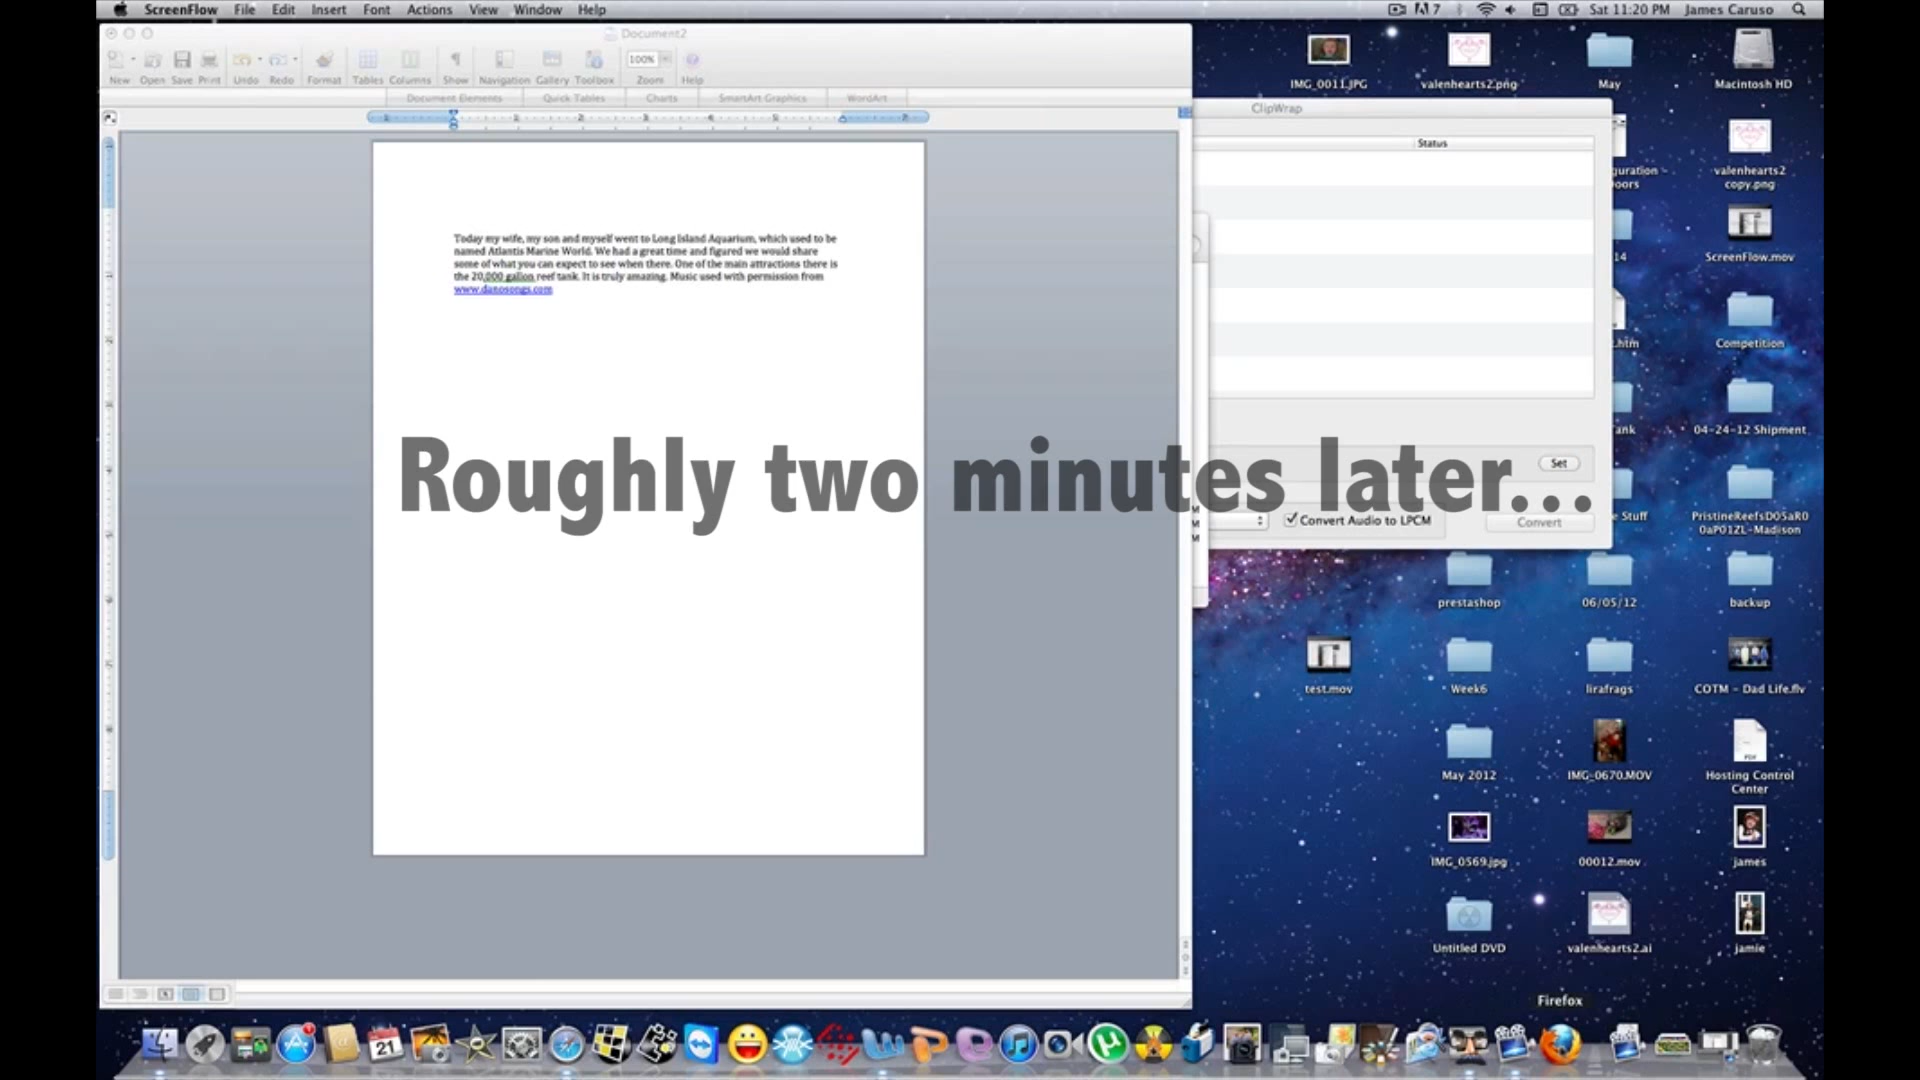 ScreenFlow File Edit Insert Font Actions View Window Help
7 Sat 11:20 PM James Caruso
Document2
New Open Save Print Undo Redo Format Tables Columns Show Navigation Gallery Toolbox Zoom Help
100%
Document Elements Quick Tables Charts SmartArt Graphics WordArt
Today my wife, my son and myself went to Long Island Aquarium, which used to be
named Atlantis Marine World. We had a great time and figured we would share
some of what you can expect to see when there. One of the main attractions there is
the 20,000 gallon reef tank. It is truly amazing. Music used with permission from
www.danosongs.com
Roughly two minutes later...
ClipWrap
Status
Set
Convert Audio to LPCM
Convert
IMG_0011.JPG
valenhearts2.png
May
Macintosh HD
valenhearts2
copy.png
ScreenFlow.mov
14
.htm
Competition
04-24-12 Shipment
Stuff
PristineReefsD05aR0
0aP01ZL-Madison
prestashop
06/05/12
backup
test.mov
Week6
lirafrags
COTM - Dad Life.flv
May 2012
IMG_0670.MOV
PDF
Hosting Control
Center
IMG_0569.jpg
00012.mov
james
Untitled DVD
valenhearts2.ai
jamie
Firefox
21